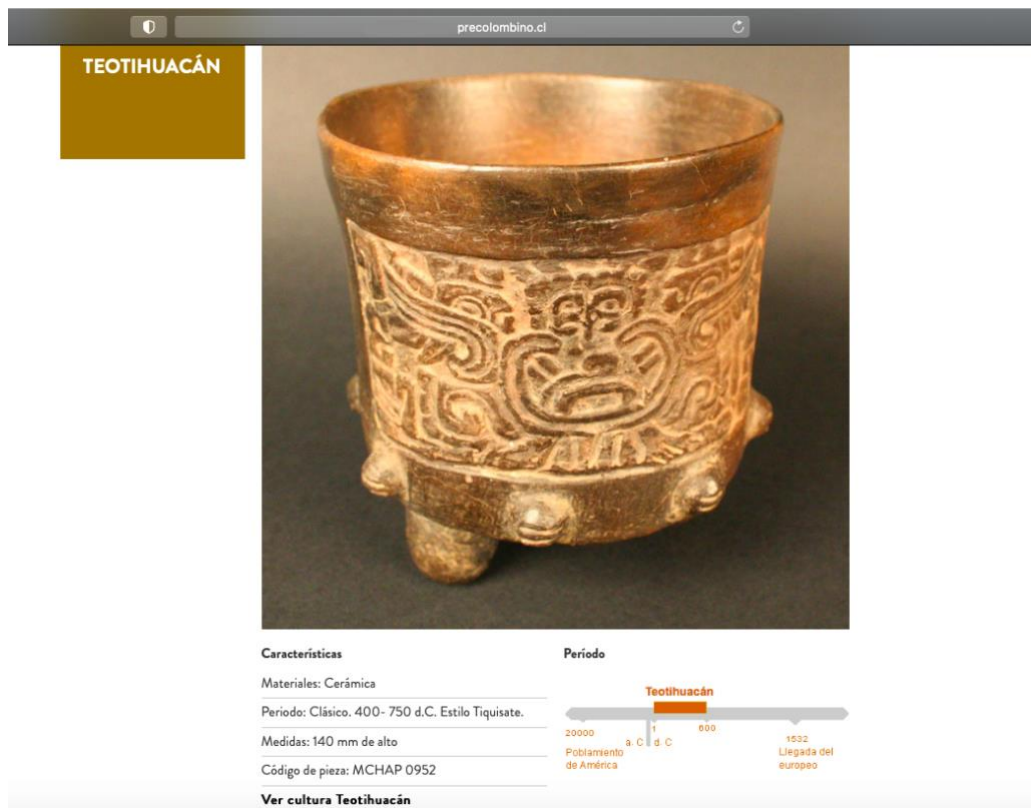 precolombino.cl
TEOTIHUACÁN
Características
Materiales: Cerámica
Periodo: Clásico. 400- 750 d.C. Estilo Tiquisate.
Medidas: 140 mm de alto
Código de pieza: MCHAP 0952
Ver cultura Teotihuacán
Período
Teotihuacán
20000
a. C
1
d. C
600
1532
Poblamiento
de América
Llegada del
europeo